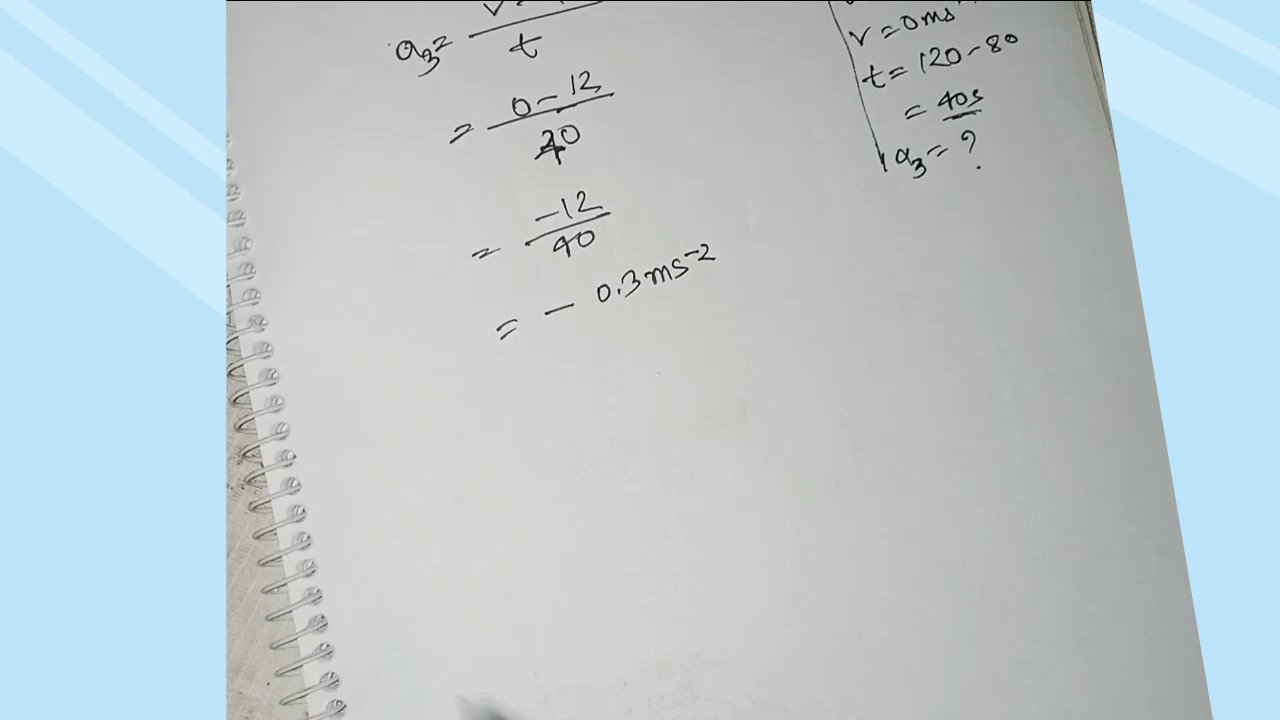 a₃ =
t
= 0 - 12
40
= -12
40
= - 0.3 ms⁻²
v = 0 ms
t = 120 - 80
= 40s
a₃ = ?